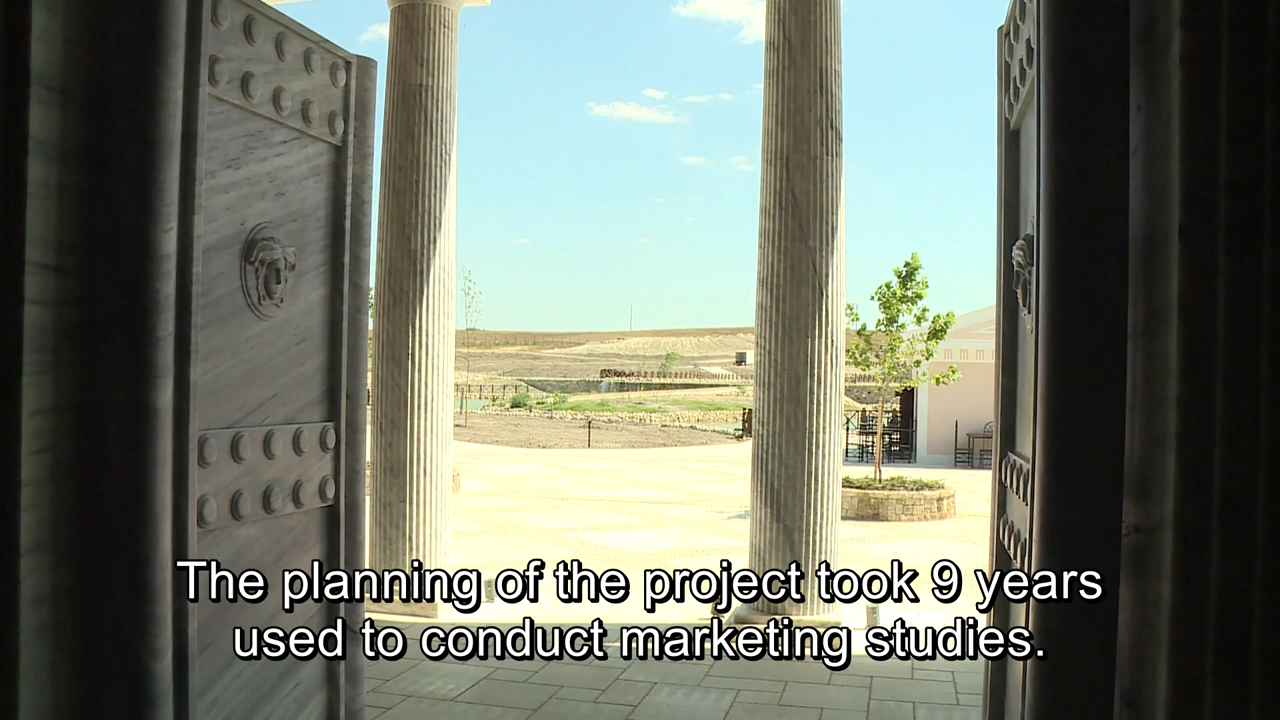 The planning of the project took 9 years
used to conduct marketing studies.